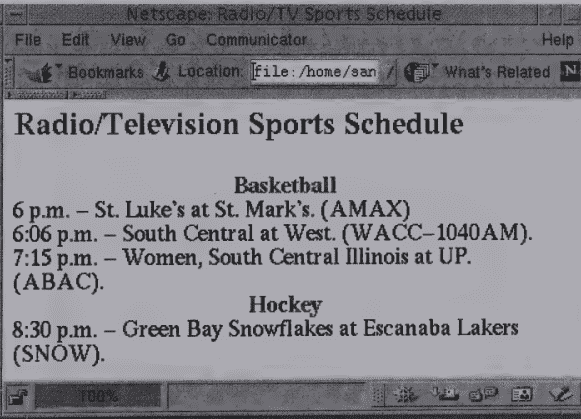 Netscape: Radio/TV Sports Schedule
File Edit View Go Communicator Help
Bookmarks Location: file:/home/san What's Related N
Radio/Television Sports Schedule
Basketball
6 p.m. – St. Luke's at St. Mark's. (AMAX)
6:06 p.m. – South Central at West. (WACC–1040AM).
7:15 p.m. – Women, South Central Illinois at UP.
(ABAC).
Hockey
8:30 p.m. – Green Bay Snowflakes at Escanaba Lakers
(SNOW).
100%